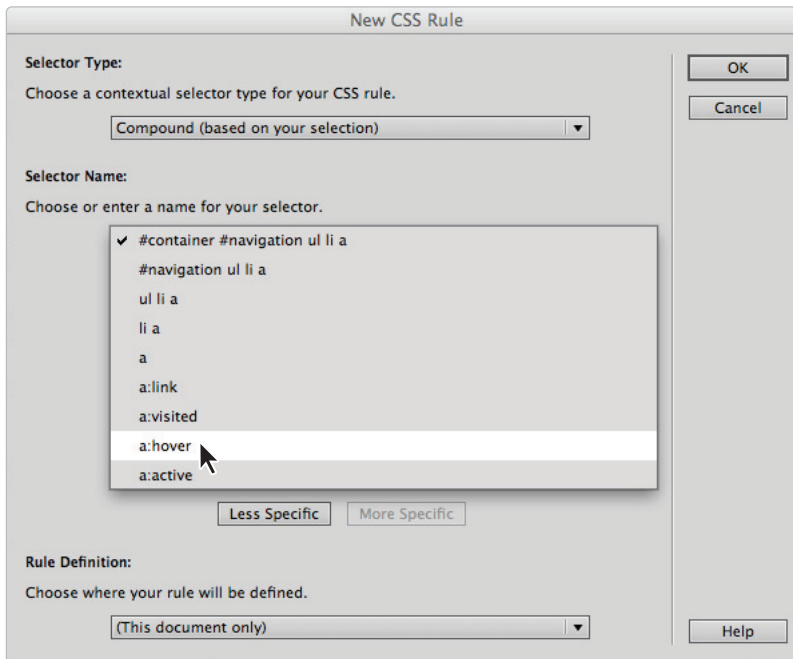 New CSS Rule
Selector Type:
OK
Choose a contextual selector type for your CSS rule.
Cancel
Compound (based on your selection)
Selector Name:
Choose or enter a name for your selector.
#container #navigation ul li a
#navigation ul li a
ul li a
li a
a
a:link
a:visited
a:hover
a:active
Less Specific
More Specific
Rule Definition:
Choose where your rule will be defined.
(This document only)
Help